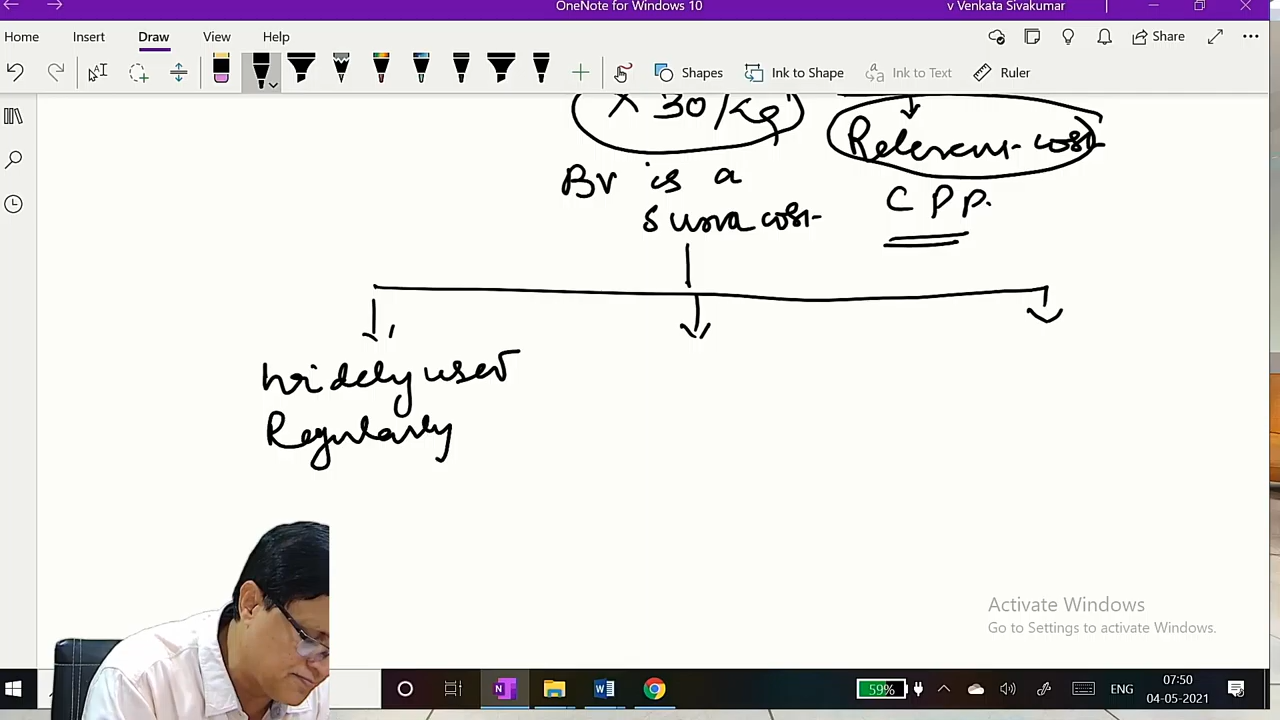 OneNote for Windows 10
v Venkata Sivakumar
Home Insert Draw View Help
Share
Shapes Ink to Shape Ink to Text Ruler
X 30/Kg
Relevant cost
BV is a
CPP.
Sunk cost
Widely used
Regularly
Activate Windows
Go to Settings to activate Windows.
59%
ENG
07:50
04-05-2021